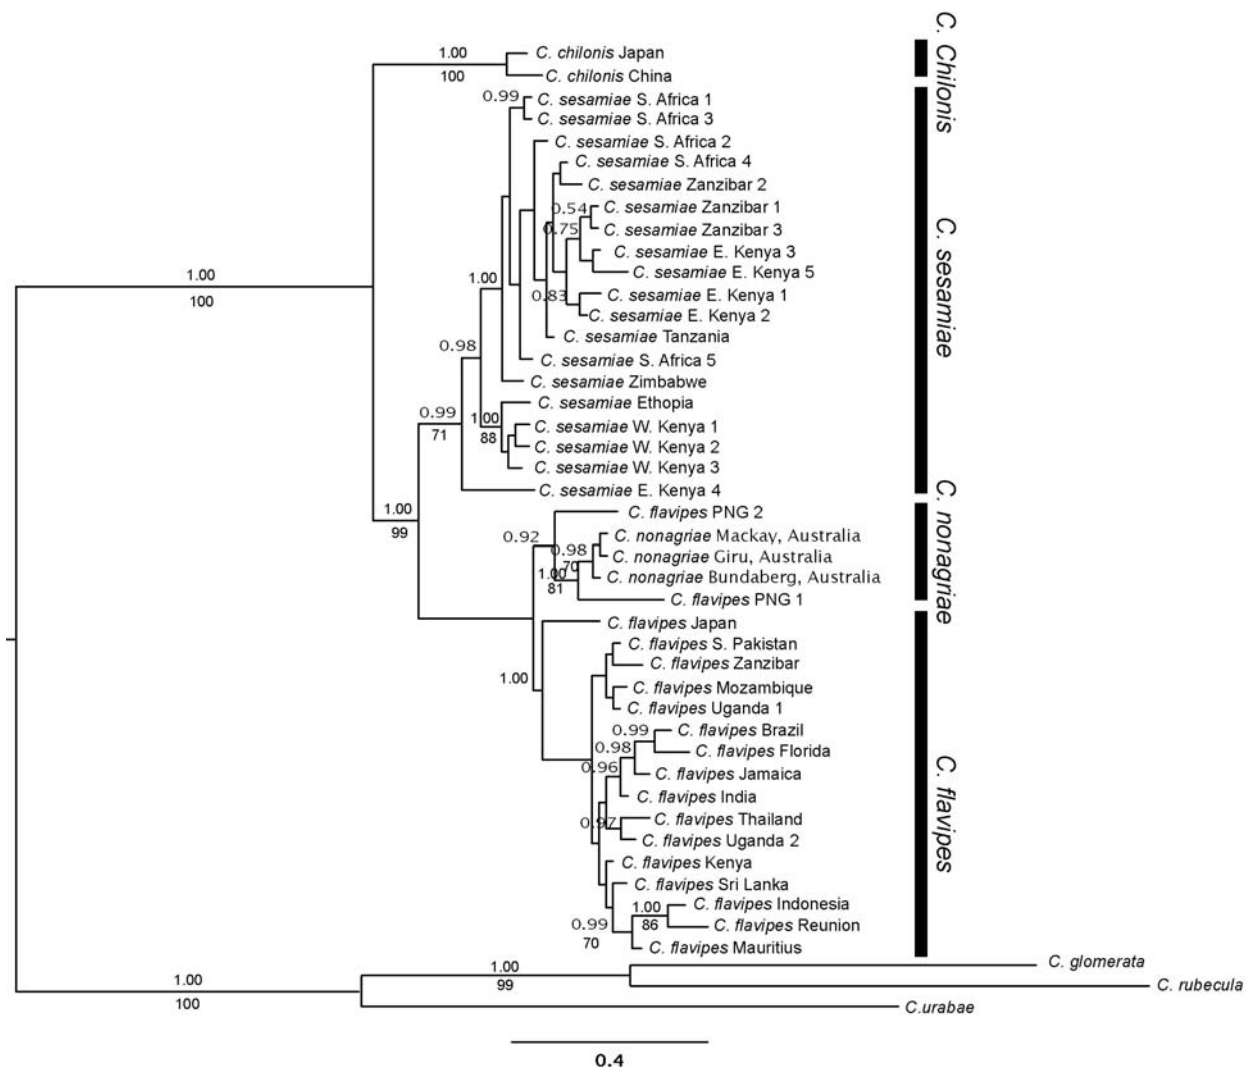 C. Chilonis
1.00
C. chilonis Japan
100
C. chilonis China
0.99
C. sesamiae S. Africa 1
C. sesamiae S. Africa 3
C. sesamiae S. Africa 2
C. sesamiae S. Africa 4
C. sesamiae Zanzibar 2
0.54
C. sesamiae Zanzibar 1
0.75
C. sesamiae Zanzibar 3
C. sesamiae
C. sesamiae E. Kenya 3
1.00
1.00
C. sesamiae E. Kenya 5
0.83
C. sesamiae E. Kenya 1
100
C. sesamiae E. Kenya 2
C. sesamiae Tanzania
0.98
C. sesamiae S. Africa 5
C. sesamiae Zimbabwe
C. sesamiae Ethopia
0.99
1.00
C. sesamiae W. Kenya 1
71
88
C. sesamiae W. Kenya 2
C. sesamiae W. Kenya 3
C. sesamiae E. Kenya 4
1.00
C. flavipes PNG 2
99
C. nonagriae
0.92
C. nonagriae Mackay, Australia
0.98
C. nonagriae Giru, Australia
70
1.00
C. nonagriae Bundaberg, Australia
81
C. flavipes PNG 1
C. flavipes Japan
C. flavipes S. Pakistan
C. flavipes Zanzibar
1.00
C. flavipes Mozambique
C. flavipes Uganda 1
0.99
C. flavipes Brazil
0.98
C. flavipes Florida
0.96
C. flavipes Jamaica
C. flavipes India
C. flavipes
0.97
C. flavipes Thailand
C. flavipes Uganda 2
C. flavipes Kenya
C. flavipes Sri Lanka
1.00
C. flavipes Indonesia
0.99
86
C. flavipes Reunion
70
C. flavipes Mauritius
1.00
C. glomerata
1.00
99
C. rubecula
100
C.urabae
0.4